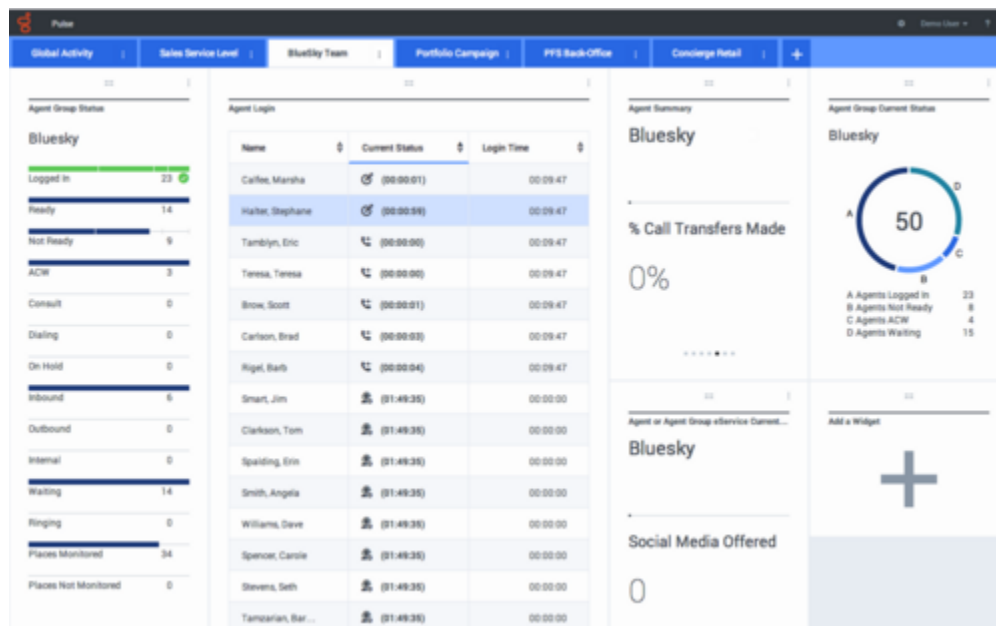 Pulse
Demo User
?
Global Activity
Sales Service Level
BlueSky Team
Portfolio Campaign
PFS Back-Office
Concierge Retail
+
Agent Group Status
Bluesky
Logged In 23
Ready 14
Not Ready 9
ACW 3
Consult 0
Dialing 0
On Hold 0
Inbound 6
Outbound 0
Internal 0
Waiting 14
Ringing 0
Places Monitored 34
Places Not Monitored 0
Agent Login
Name Current Status Login Time
Calfee, Marsha (00:00:01) 00:09:47
Halter, Stephane (00:00:59) 00:09:47
Tamblyn, Eric (00:00:00) 00:09:47
Teresa, Teresa (00:00:00) 00:09:47
Brow, Scott (00:00:01) 00:09:47
Carlson, Brad (00:00:03) 00:09:47
Rigel, Barb (00:00:04) 00:09:47
Smart, Jim (01:49:35) 00:00:00
Clarkson, Tom (01:49:35) 00:00:00
Spalding, Erin (01:49:35) 00:00:00
Smith, Angela (01:49:35) 00:00:00
Williams, Dave (01:49:35) 00:00:00
Spencer, Carole (01:49:35) 00:00:00
Stevens, Seth (01:49:35) 00:00:00
Tamzarian, Bar... (01:49:35) 00:00:00
Agent Summary
Bluesky
% Call Transfers Made
0%
Agent Group Current Status
Bluesky
50
A
B
C
D
A Agents Logged In 23
B Agents Not Ready 8
C Agents ACW 4
D Agents Waiting 15
Agent or Agent Group eService Current...
Bluesky
Social Media Offered
0
Add a Widget